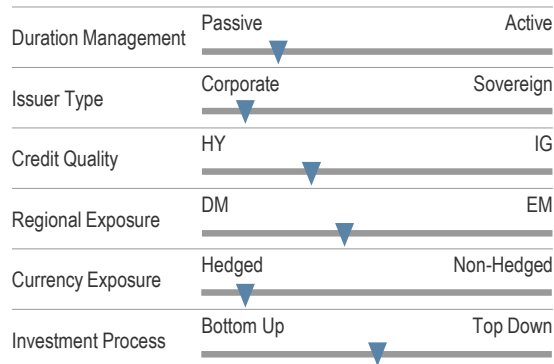 Duration Management Passive Active
Issuer Type Corporate Sovereign
Credit Quality HY IG
Regional Exposure DM EM
Currency Exposure Hedged Non-Hedged
Investment Process Bottom Up Top Down